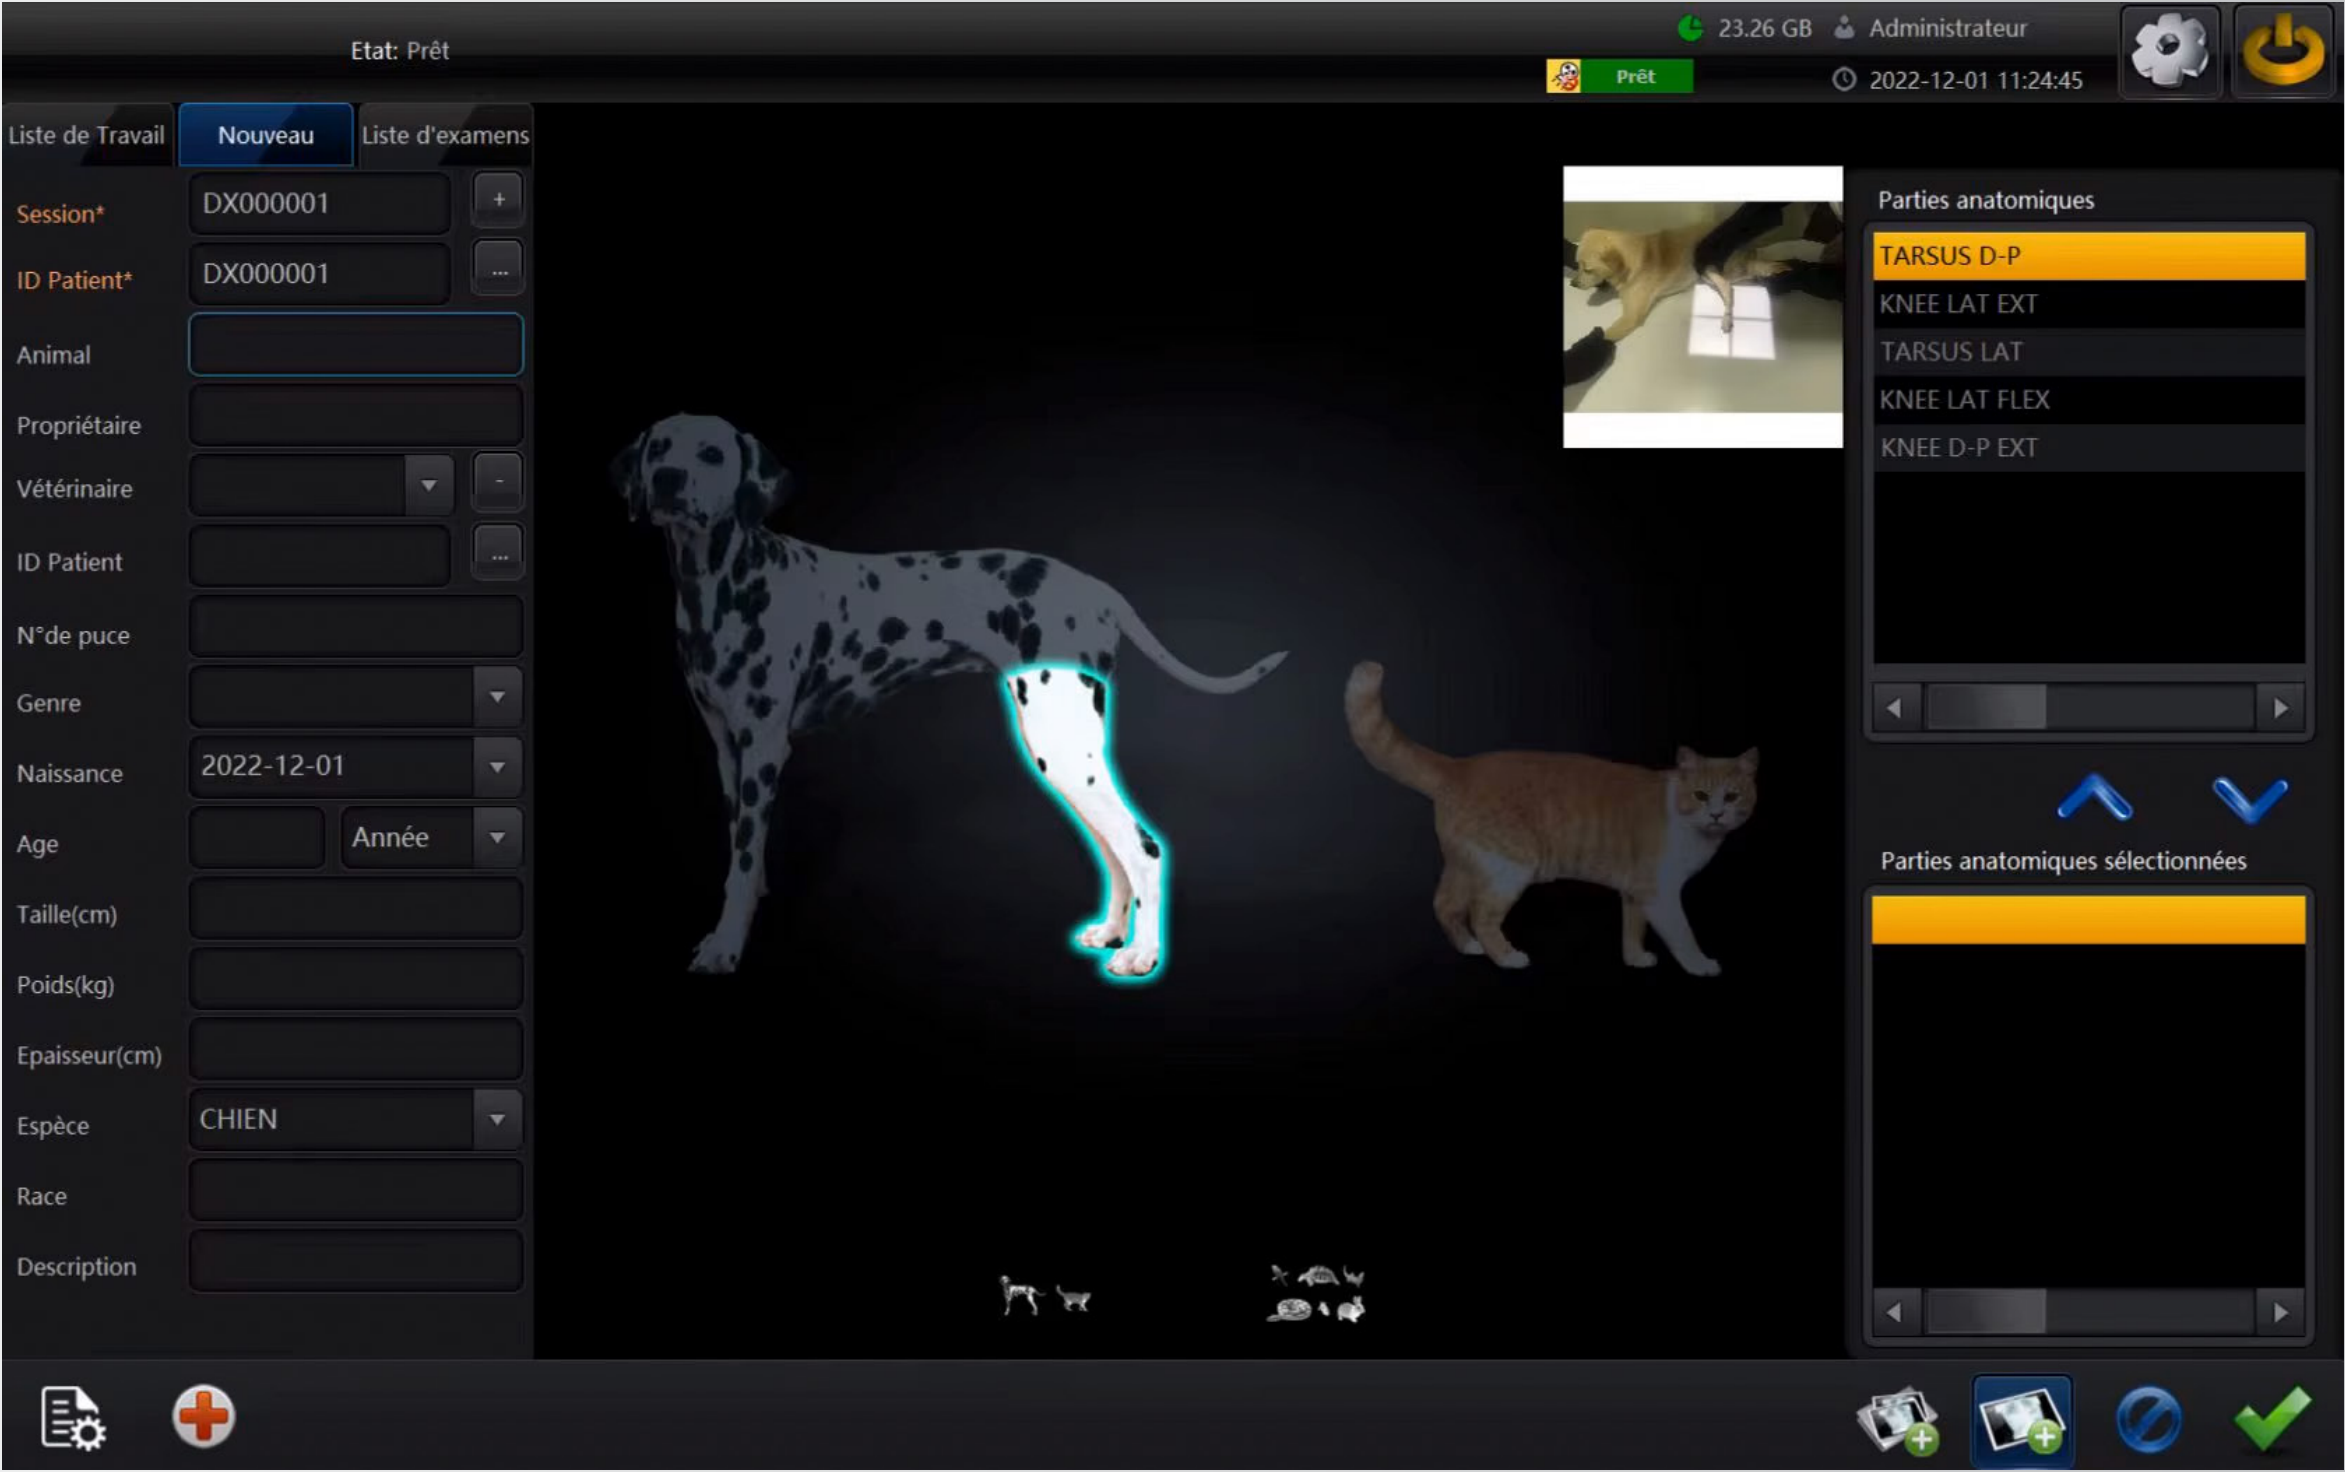 Etat: Prêt
23.26 GB
Administrateur
Prêt
2022-12-01 11:24:45
Liste de Travail
Nouveau
Liste d'examens
Session*
DX000001
+
ID Patient*
DX000001
...
Animal
Propriétaire
Vétérinaire
-
ID Patient
...
N°de puce
Genre
Naissance
2022-12-01
Age
Année
Taille(cm)
Poids(kg)
Epaisseur(cm)
Espèce
CHIEN
Race
Description
Parties anatomiques
TARSUS D-P
KNEE LAT EXT
TARSUS LAT
KNEE LAT FLEX
KNEE D-P EXT
Parties anatomiques sélectionnées